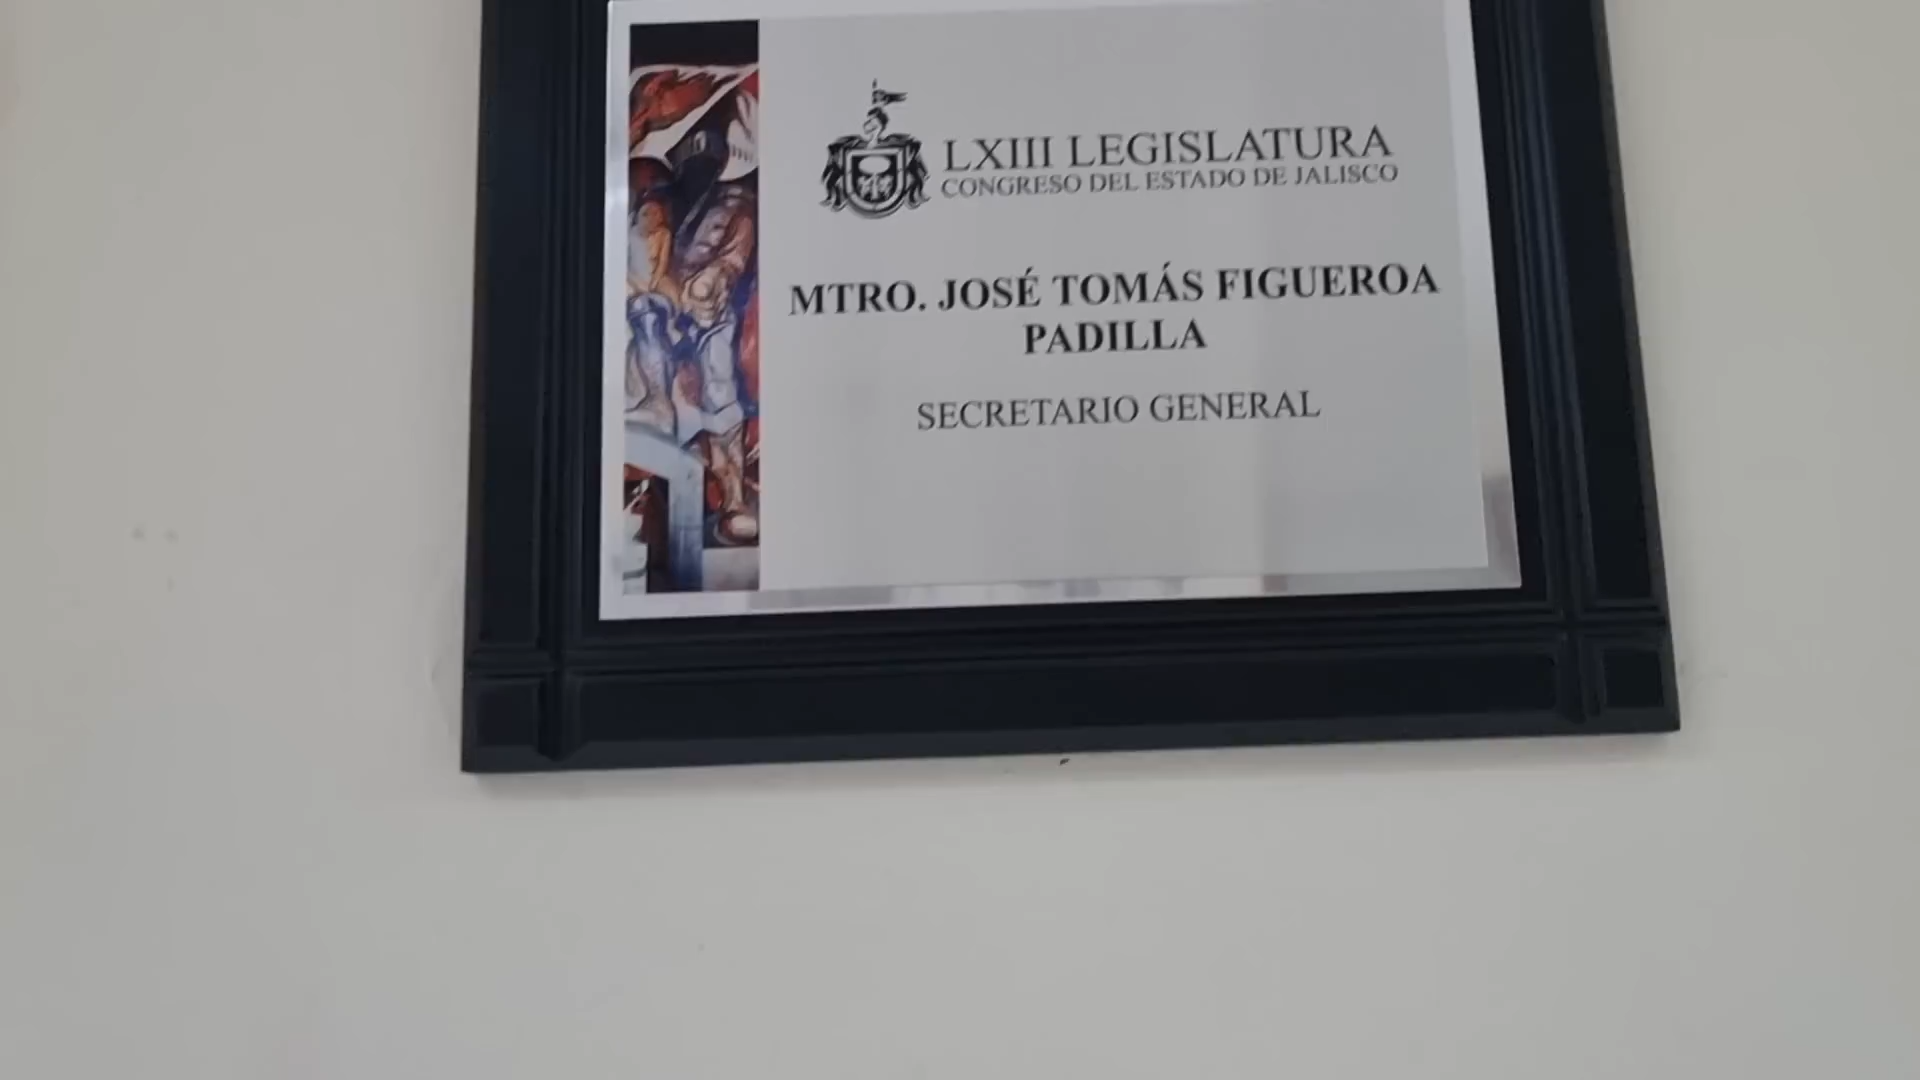 LXIII LEGISLATURA
CONGRESO DEL ESTADO DE JALISCO
MTRO. JOSÉ TOMÁS FIGUEROA
PADILLA
SECRETARIO GENERAL